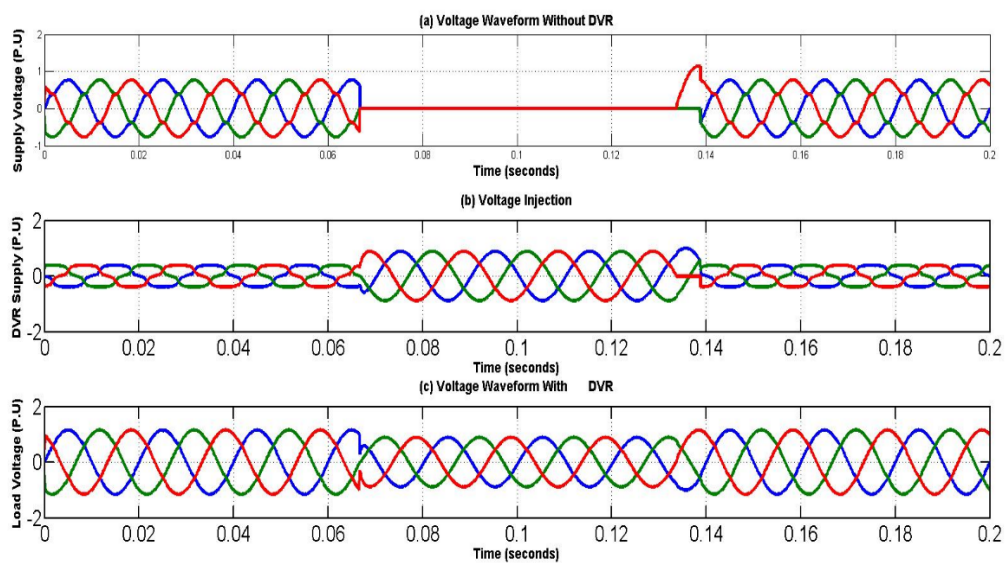 (a) Voltage Waveform Without DVR
Supply Voltage (P.U)
2
1
0
-1
0 0.02 0.04 0.06 0.08 0.1 0.12 0.14 0.16 0.18 0.2
Time (seconds)
(b) Voltage Injection
DVR Supply (P.U)
2
0
-2
0 0.02 0.04 0.06 0.08 0.1 0.12 0.14 0.16 0.18 0.2
Time (seconds)
(c) Voltage Waveform With DVR
Load Voltage (P.U)
2
0
-2
0 0.02 0.04 0.06 0.08 0.1 0.12 0.14 0.16 0.18 0.2
Time (seconds)